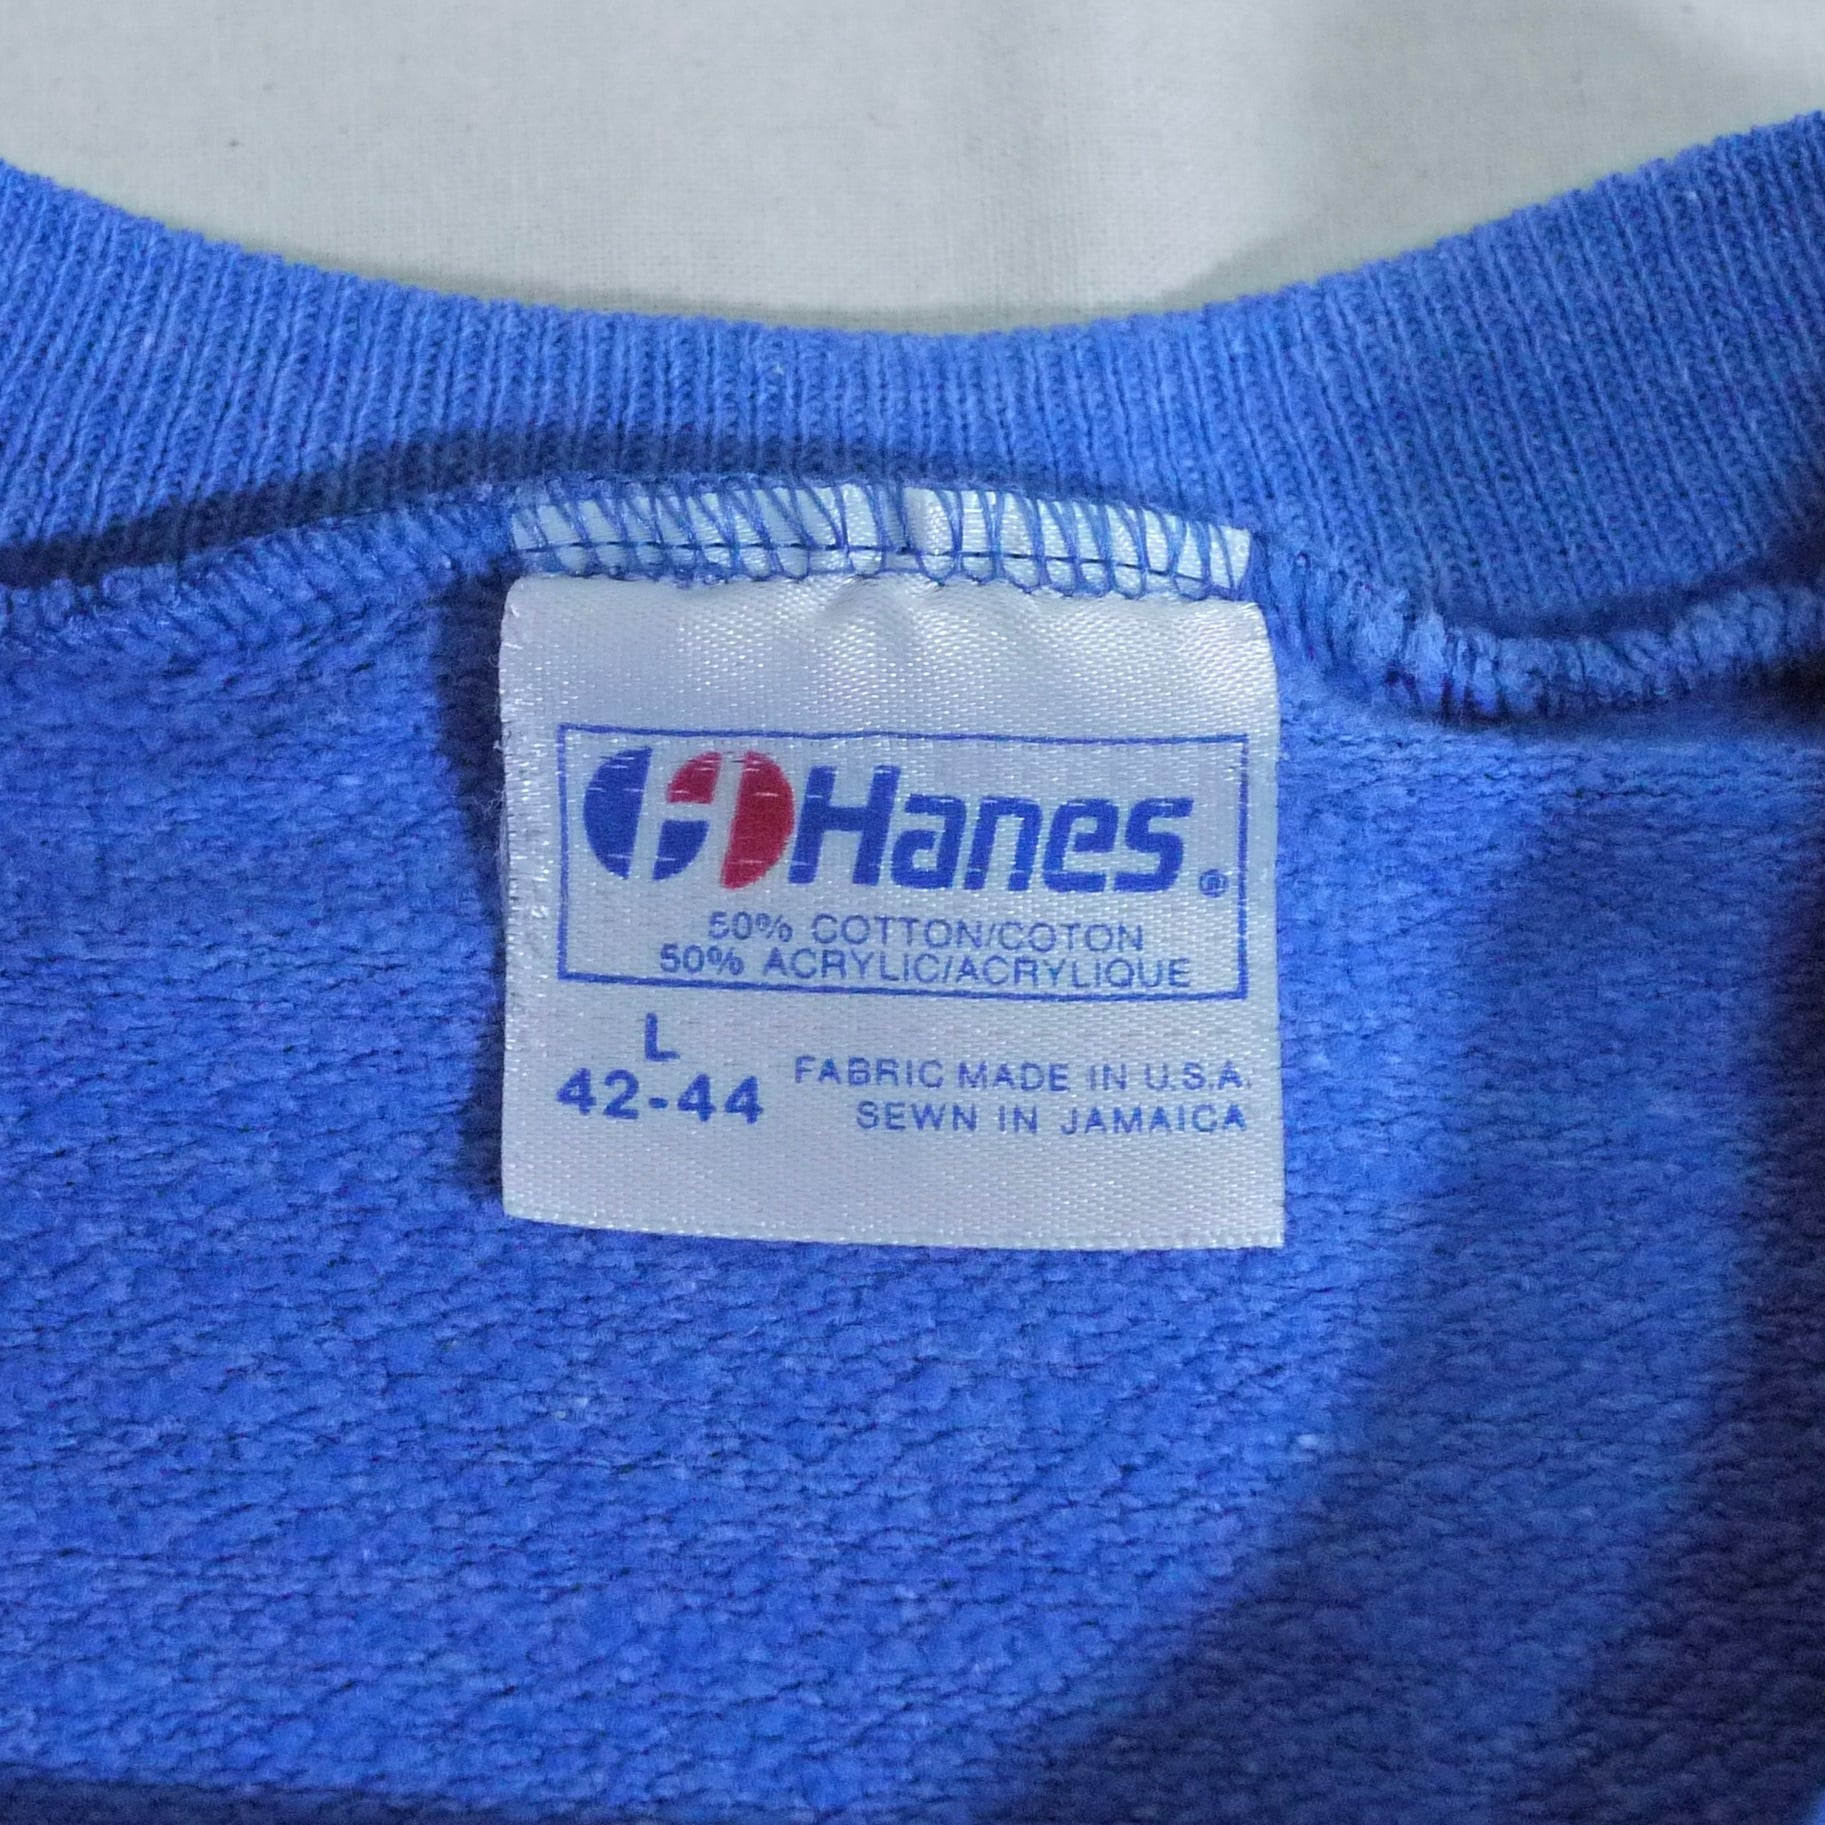 Hanes®
50% COTTON/COTON
50% ACRYLIC/ACRYLIQUE
L
42-44
FABRIC MADE IN U.S.A.
SEWN IN JAMAICA